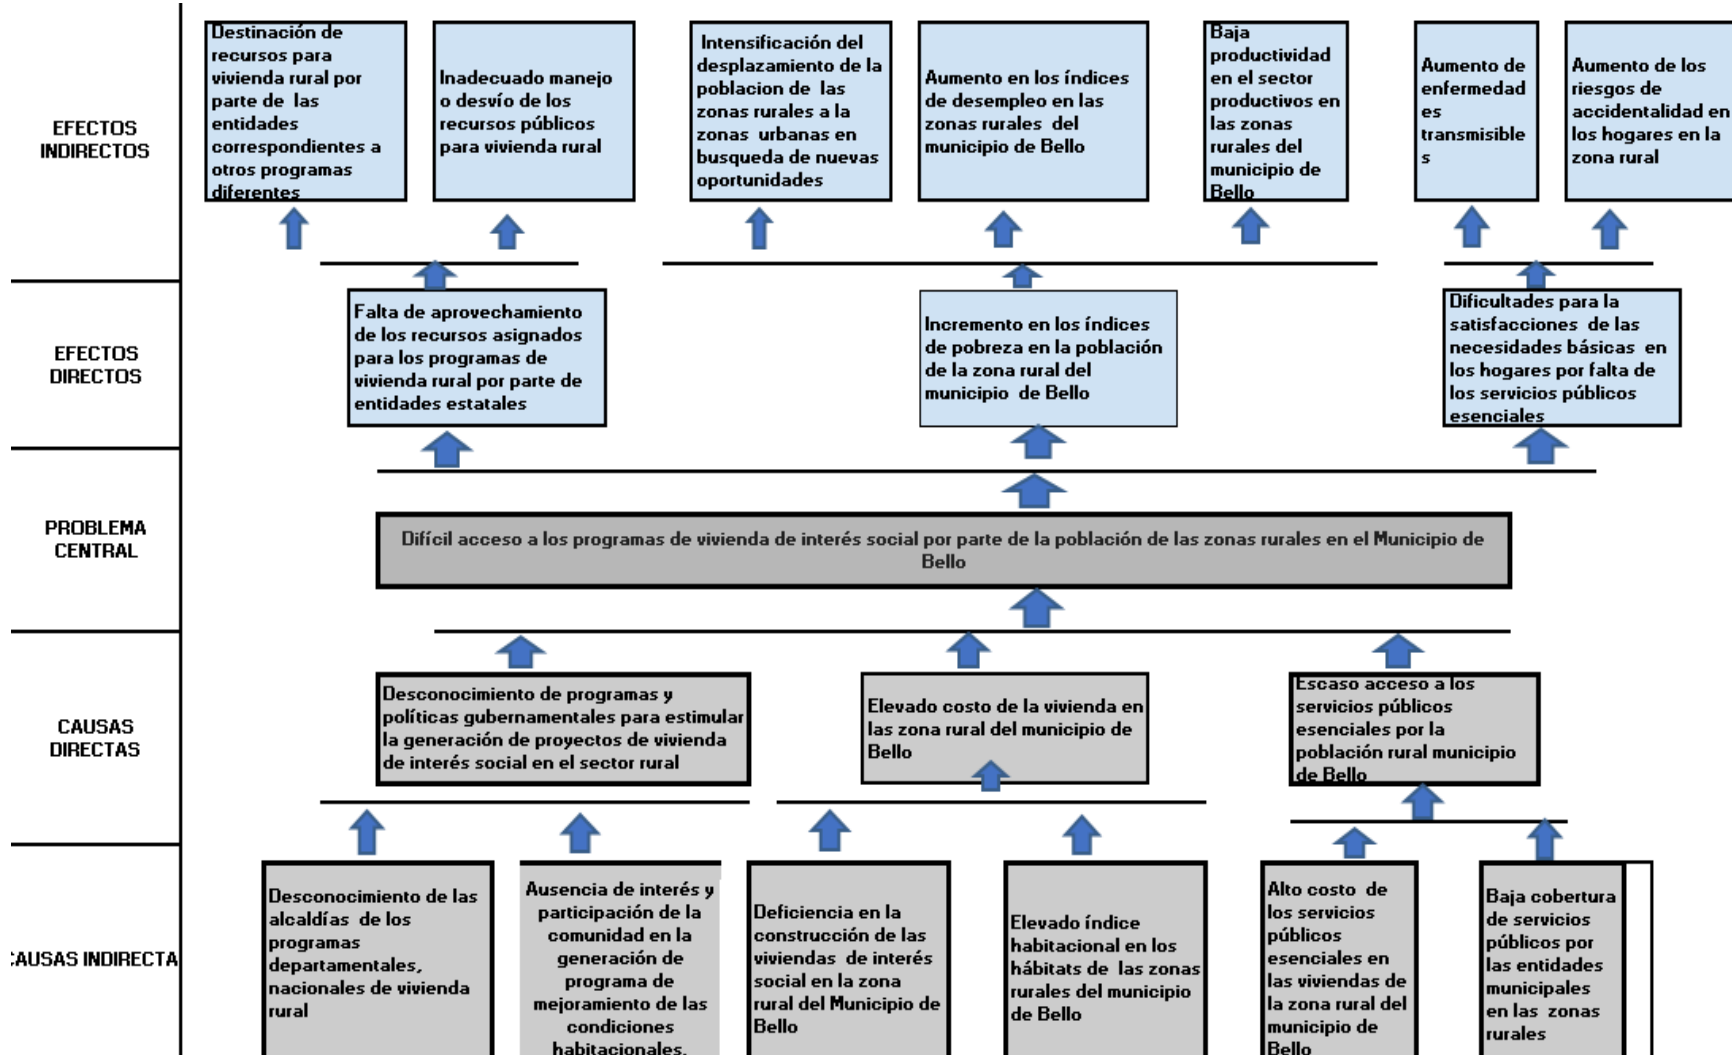 EFECTOS
INDIRECTOS
Destinación de
recursos para
vivienda rural por
parte de las
entidades
correspondientes a
otros programas
diferentes
Inadecuado manejo
o desvío de los
recursos públicos
para vivienda rural
Intensificación del
desplazamiento de la
poblacion de las
zonas rurales a la
zonas urbanas en
busqueda de nuevas
oportunidades
Aumento en los índices
de desempleo en las
zonas rurales del
municipio de Bello
Baja
productividad
en el sector
productivos en
las zonas
rurales del
municipio de
Bello
Aumento de
enfermedad
es
transmisible
s
Aumento de los
riesgos de
accidentalidad en
los hogares en la
zona rural
EFECTOS
DIRECTOS
Falta de aprovechamiento
de los recursos asignados
para los programas de
vivienda rural por parte de
entidades estatales
Incremento en los índices
de pobreza en la población
de la zona rural del
municipio de Bello
Dificultades para la
satisfacciones de las
necesidades básicas en
los hogares por falta de
los servicios públicos
esenciales
PROBLEMA
CENTRAL
Difícil acceso a los programas de vivienda de interés social por parte de la población de las zonas rurales en el Municipio de
Bello
CAUSAS
DIRECTAS
Desconocimiento de programas y
políticas gubernamentales para estimular
la generación de proyectos de vivienda
de interés social en el sector rural
Elevado costo de la vivienda en
las zona rural del municipio de
Bello
Escaso acceso a los
servicios públicos
esenciales por la
población rural municipio
de Bello
CAUSAS INDIRECTA
Desconocimiento de las
alcaldías de los
programas
departamentales,
nacionales de vivienda
rural
Ausencia de interés y
participación de la
comunidad en la
generación de
programa de
mejoramiento de las
condiciones
habitacionales.
Deficiencia en la
construcción de las
viviendas de interés
social en la zona
rural del Municipio de
Bello
Elevado índice
habitacional en los
hábitats de las zonas
rurales del municipio
de Bello
Alto costo de
los servicios
públicos
esenciales en
las viviendas de
la zona rural del
municipio de
Bello
Baja cobertura
de servicios
públicos por
las entidades
municipales
en las zonas
rurales